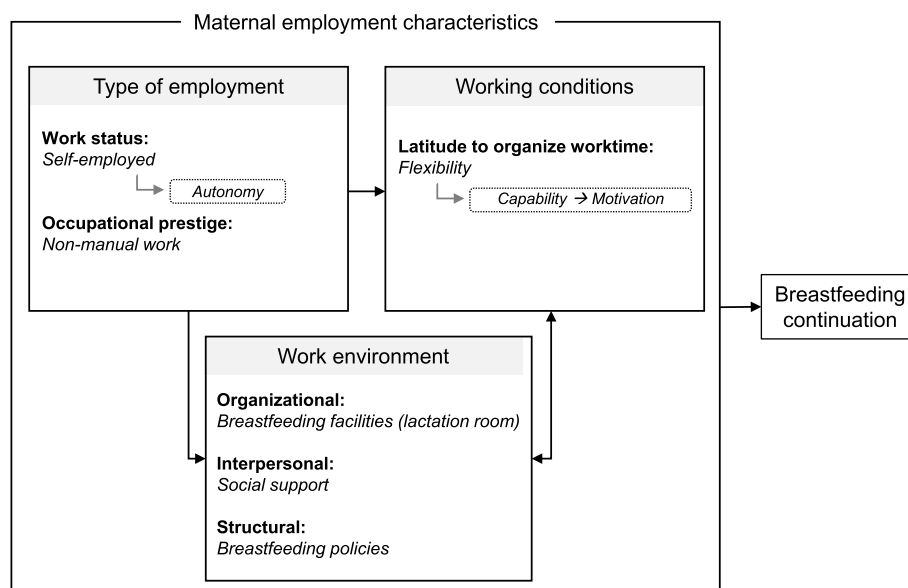 Maternal employment characteristics
Type of employment
Work status:
Self-employed
Autonomy
Occupational prestige:
Non-manual work
Working conditions
Latitude to organize worktime:
Flexibility
Capability → Motivation
Work environment
Organizational:
Breastfeeding facilities (lactation room)
Interpersonal:
Social support
Structural:
Breastfeeding policies
Breastfeeding
continuation